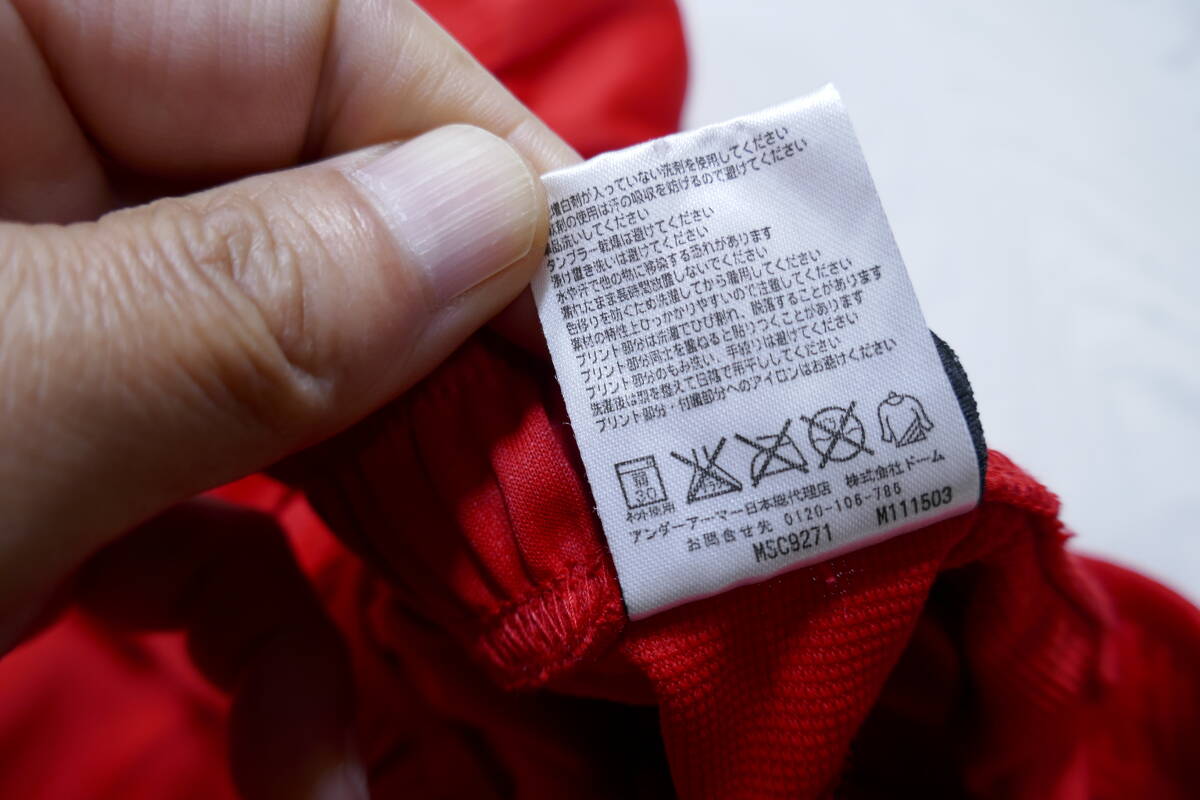 増白剤が入っていない洗剤を使用してください
剤の使用は汗の吸収を妨げるので避けてください
洗いしてください
タンブラー乾燥は避けてください
漬け置き洗いは避けてください
水や汗で他の物に移染する恐れがあります
濡れたまま長時間放置しないでください
色移りを防ぐため洗濯してから着用してください
素材の特性上ひっかかりやすいので注意してください
プリント部分は洗濯でひび割れ、脱落することがあります
プリント部分同士を重ねると貼りつくことがあります
プリント部分のもみ洗い、手絞りは避けてください
洗濯後は形を整えて日陰で吊干ししてください
プリント部分・付属部分へのアイロンはお避けください
弱
30
ネット使用
アンダーアーマー日本総代理店 株式会社ドーム
お問合せ先 0120-106-786
MSC9271 M111503